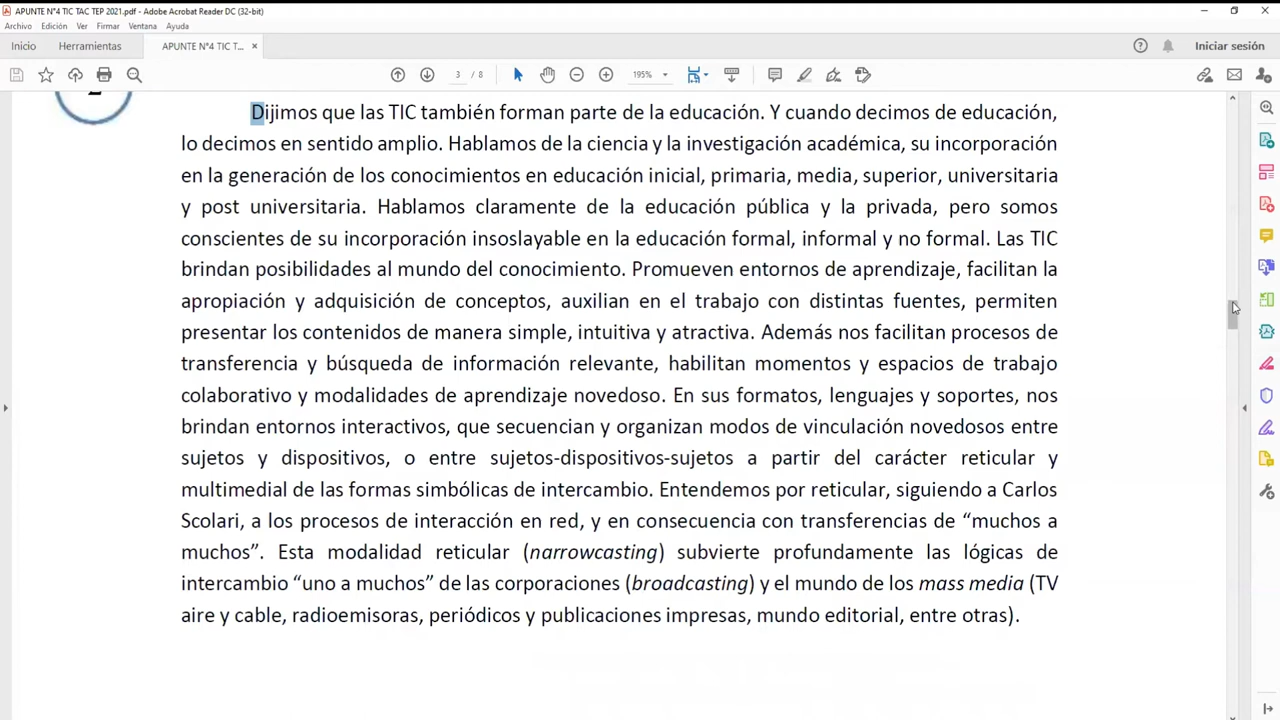 APUNTE N°4 TIC TAC TEP 2021.pdf - Adobe Acrobat Reader DC (32-bit)
Archivo Edición Ver Firmar Ventana Ayuda
Inicio Herramientas APUNTE N°4 TIC T... × Iniciar sesión
3 / 8 195%
Dijimos que las TIC también forman parte de la educación. Y cuando decimos de educación,
lo decimos en sentido amplio. Hablamos de la ciencia y la investigación académica, su incorporación
en la generación de los conocimientos en educación inicial, primaria, media, superior, universitaria
y post universitaria. Hablamos claramente de la educación pública y la privada, pero somos
conscientes de su incorporación insoslayable en la educación formal, informal y no formal. Las TIC
brindan posibilidades al mundo del conocimiento. Promueven entornos de aprendizaje, facilitan la
apropiación y adquisición de conceptos, auxilian en el trabajo con distintas fuentes, permiten
presentar los contenidos de manera simple, intuitiva y atractiva. Además nos facilitan procesos de
transferencia y búsqueda de información relevante, habilitan momentos y espacios de trabajo
colaborativo y modalidades de aprendizaje novedoso. En sus formatos, lenguajes y soportes, nos
brindan entornos interactivos, que secuencian y organizan modos de vinculación novedosos entre
sujetos y dispositivos, o entre sujetos-dispositivos-sujetos a partir del carácter reticular y
multimedial de las formas simbólicas de intercambio. Entendemos por reticular, siguiendo a Carlos
Scolari, a los procesos de interacción en red, y en consecuencia con transferencias de “muchos a
muchos”. Esta modalidad reticular (narrowcasting) subvierte profundamente las lógicas de
intercambio “uno a muchos” de las corporaciones (broadcasting) y el mundo de los mass media (TV
aire y cable, radioemisoras, periódicos y publicaciones impresas, mundo editorial, entre otras).